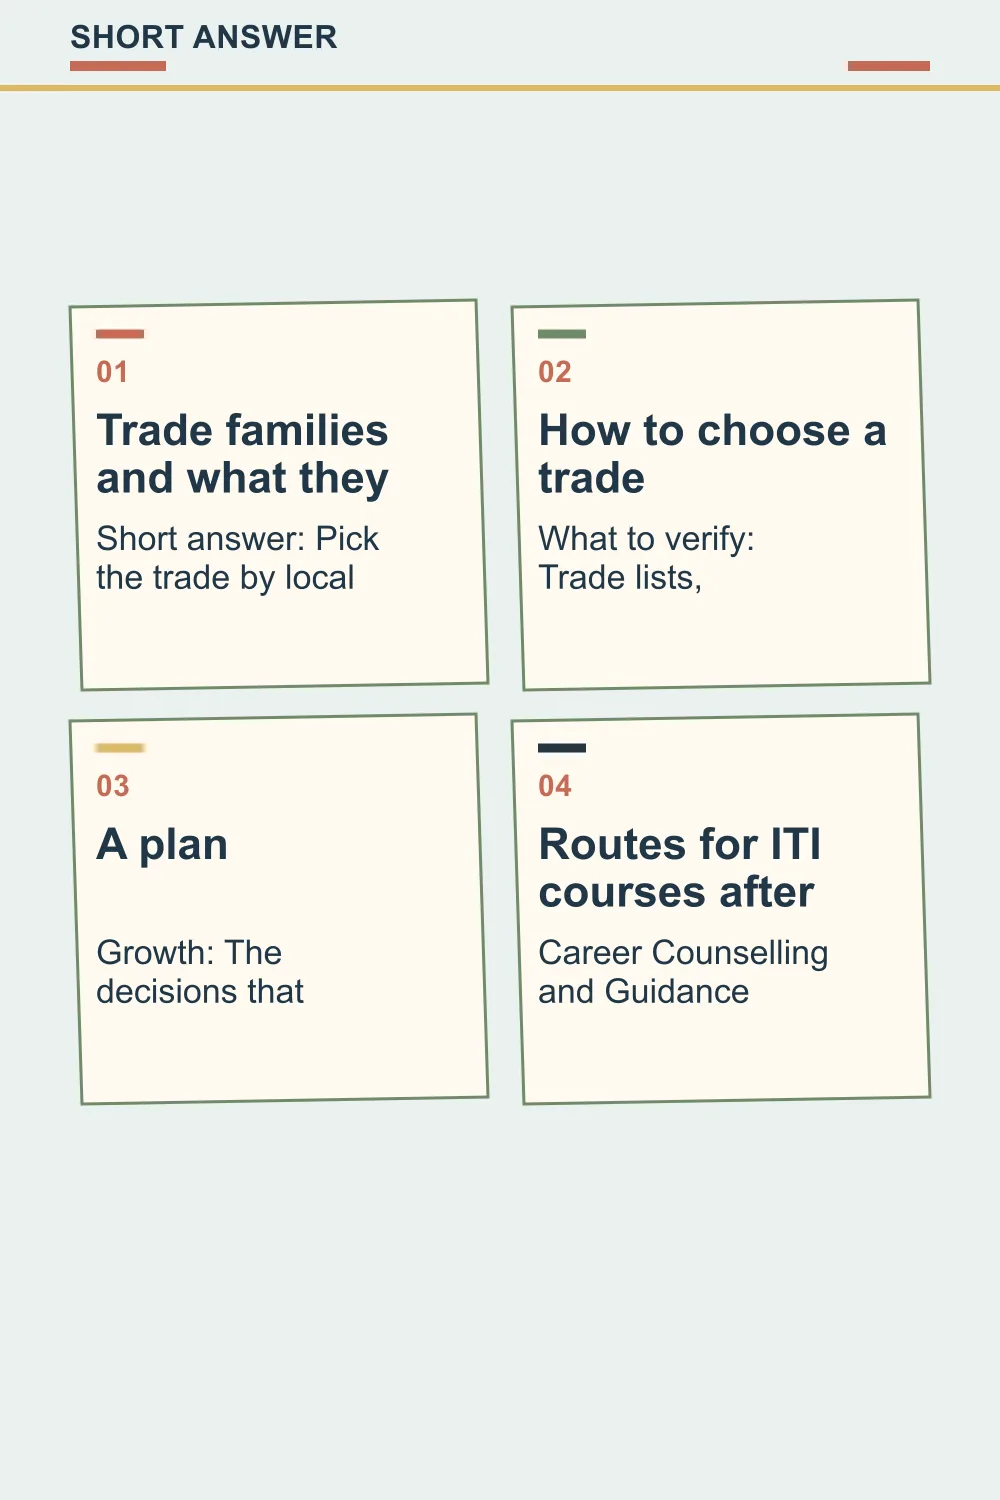 SHORT ANSWER
01
Trade families
and what they
Short answer: Pick
the trade by local
02
How to choose a
trade
What to verify:
Trade lists,
03
A plan
Growth: The
decisions that
04
Routes for ITI
courses after
Career Counselling
and Guidance